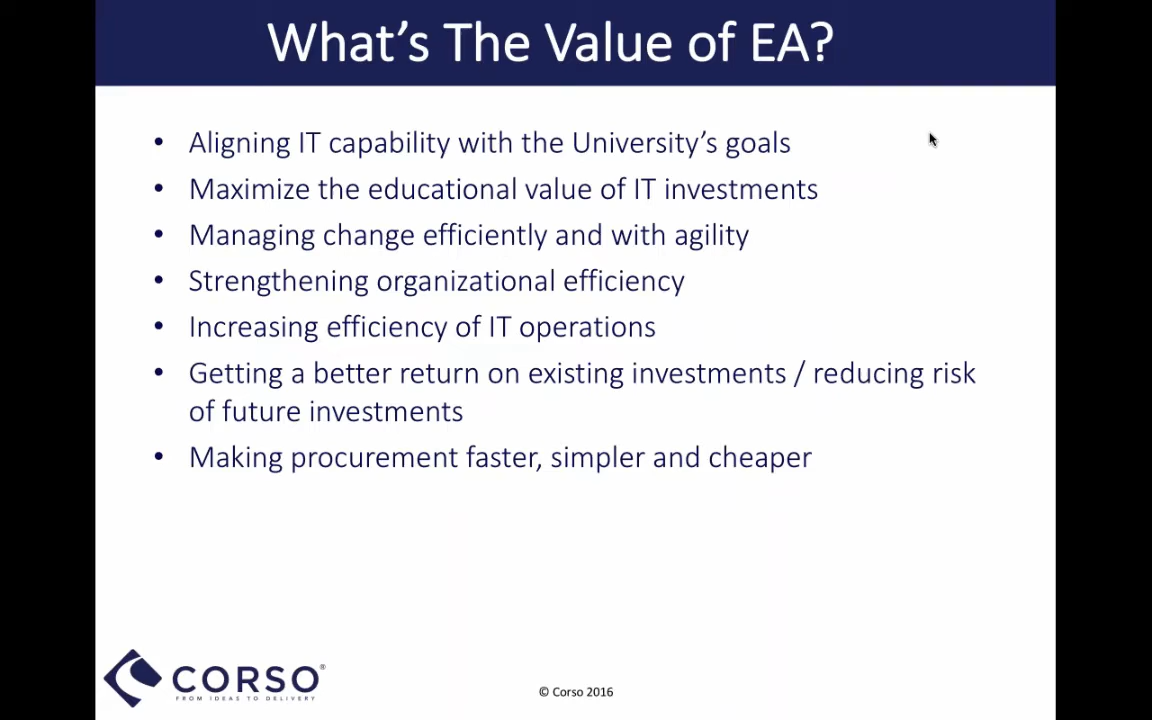 What's The Value of EA?
• Aligning IT capability with the University's goals
• Maximize the educational value of IT investments
• Managing change efficiently and with agility
• Strengthening organizational efficiency
• Increasing efficiency of IT operations
• Getting a better return on existing investments / reducing risk
of future investments
• Making procurement faster, simpler and cheaper
CORSO®
FROM IDEAS TO DELIVERY
© Corso 2016